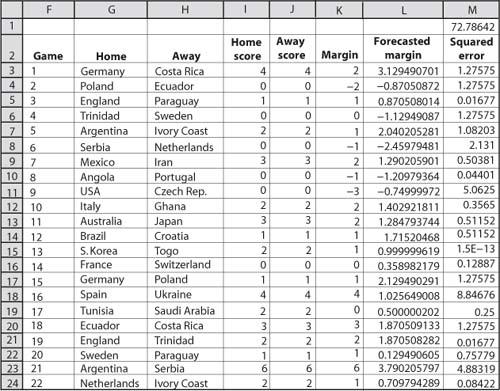 F G H I J K L M
1 72.78642
2 Game Home Away Home score Away score Margin Forecasted margin Squared error
3 1 Germany Costa Rica 4 4 2 3.129490701 1.27575
4 2 Poland Ecuador 0 0 −2 −0.87050872 1.27575
5 3 England Paraguay 1 1 1 0.870508014 0.01677
6 4 Trinidad Sweden 0 0 0 −1.12949087 1.27575
7 5 Argentina Ivory Coast 2 2 1 2.040205281 1.08203
8 6 Serbia Netherlands 0 0 −1 −2.45979481 2.131
9 7 Mexico Iran 3 3 2 1.290205901 0.50381
10 8 Angola Portugal 0 0 −1 −1.20979364 0.04401
11 9 USA Czech Rep. 0 0 −3 −0.74999972 5.0625
12 10 Italy Ghana 2 2 2 1.402921811 0.3565
13 11 Australia Japan 3 3 2 1.284793744 0.51152
14 12 Brazil Croatia 1 1 1 1.71520468 0.51152
15 13 S. Korea Togo 2 2 1 0.999999619 1.5E−13
16 14 France Switzerland 0 0 0 0.358982179 0.12887
17 15 Germany Poland 1 1 1 2.129490291 1.27575
18 16 Spain Ukraine 4 4 4 1.025649008 8.84676
19 17 Tunisia Saudi Arabia 2 2 0 0.500000202 0.25
20 18 Ecuador Costa Rica 3 3 3 1.870509133 1.27575
21 19 England Trinidad 2 2 2 1.870508282 0.01677
22 20 Sweden Paraguay 1 1 1 0.129490605 0.75779
23 21 Argentina Serbia 6 6 6 3.790205797 4.88319
24 22 Netherlands Ivory Coast 2 2 1 0.709794289 0.08422